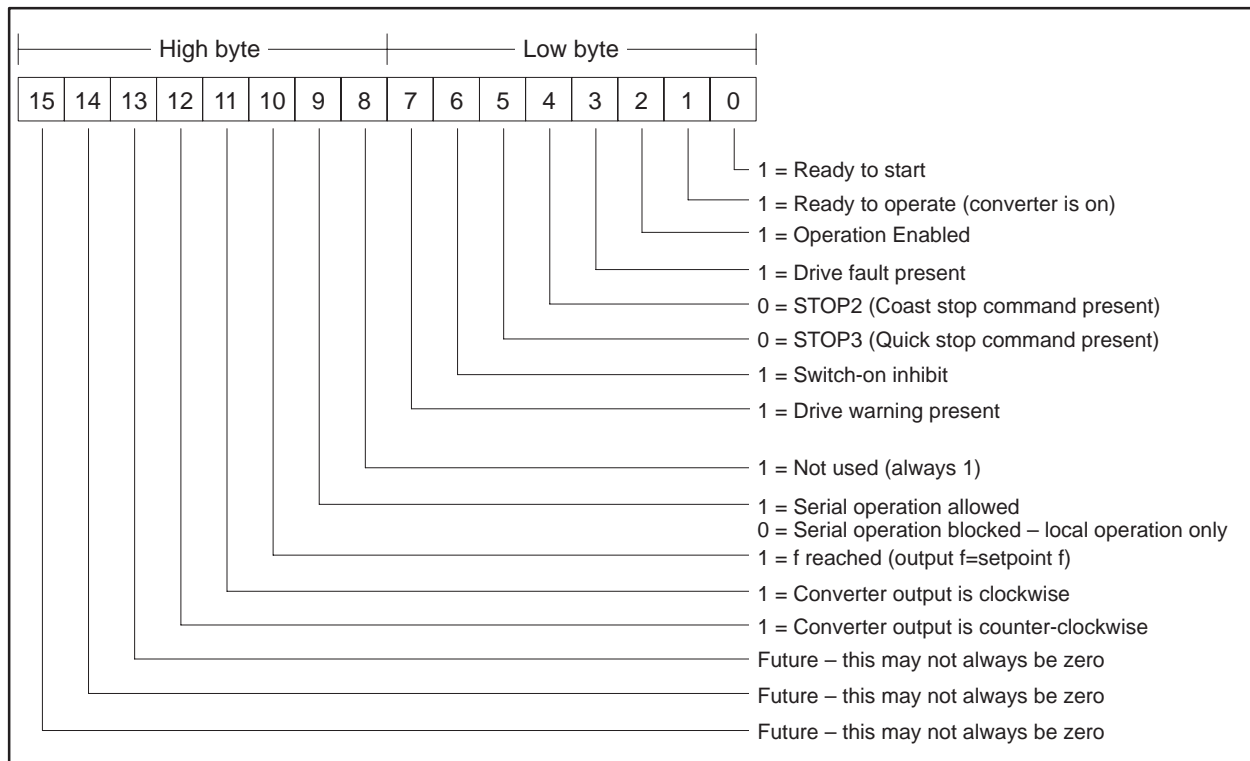 High byte Low byte
15 14 13 12 11 10 9 8 7 6 5 4 3 2 1 0
1 = Ready to start
1 = Ready to operate (converter is on)
1 = Operation Enabled
1 = Drive fault present
0 = STOP2 (Coast stop command present)
0 = STOP3 (Quick stop command present)
1 = Switch-on inhibit
1 = Drive warning present
1 = Not used (always 1)
1 = Serial operation allowed
0 = Serial operation blocked – local operation only
1 = f reached (output f=setpoint f)
1 = Converter output is clockwise
1 = Converter output is counter-clockwise
Future – this may not always be zero
Future – this may not always be zero
Future – this may not always be zero